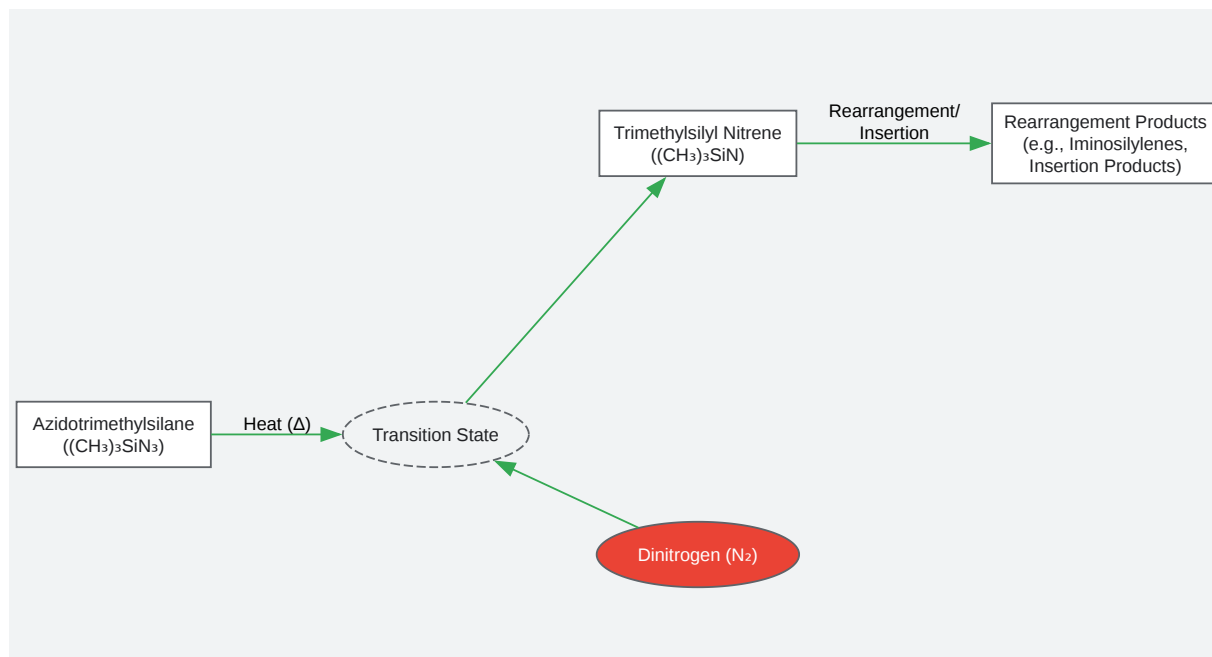 Azidotrimethylsilane
((CH₃)₃SiN₃)
Heat (Δ)
Transition State
Dinitrogen (N₂)
Trimethylsilyl Nitrene
((CH₃)₃SiN)
Rearrangement/
Insertion
Rearrangement Products
(e.g., Iminosilylenes,
Insertion Products)